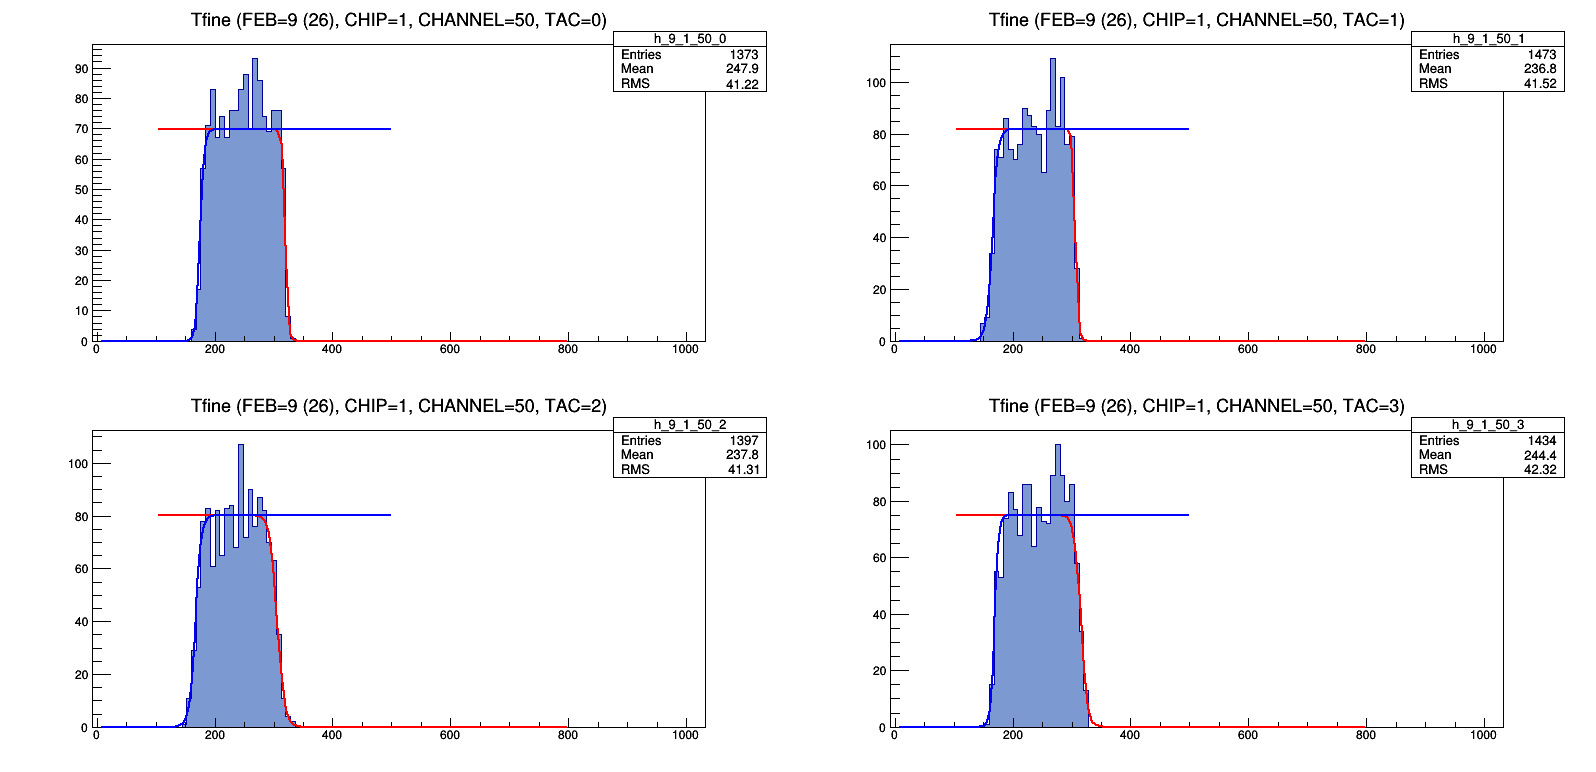 Tfine (FEB=9 (26), CHIP=1, CHANNEL=50, TAC=0)
h_9_1_50_0
Entries 1373
Mean 247.9
RMS 41.22
90
80
70
60
50
40
30
20
10
0
0 200 400 600 800 1000
Tfine (FEB=9 (26), CHIP=1, CHANNEL=50, TAC=1)
h_9_1_50_1
Entries 1473
Mean 236.8
RMS 41.52
100
80
60
40
20
0
0 200 400 600 800 1000
Tfine (FEB=9 (26), CHIP=1, CHANNEL=50, TAC=2)
h_9_1_50_2
Entries 1397
Mean 237.8
RMS 41.31
100
80
60
40
20
0
0 200 400 600 800 1000
Tfine (FEB=9 (26), CHIP=1, CHANNEL=50, TAC=3)
h_9_1_50_3
Entries 1434
Mean 244.4
RMS 42.32
100
80
60
40
20
0
0 200 400 600 800 1000